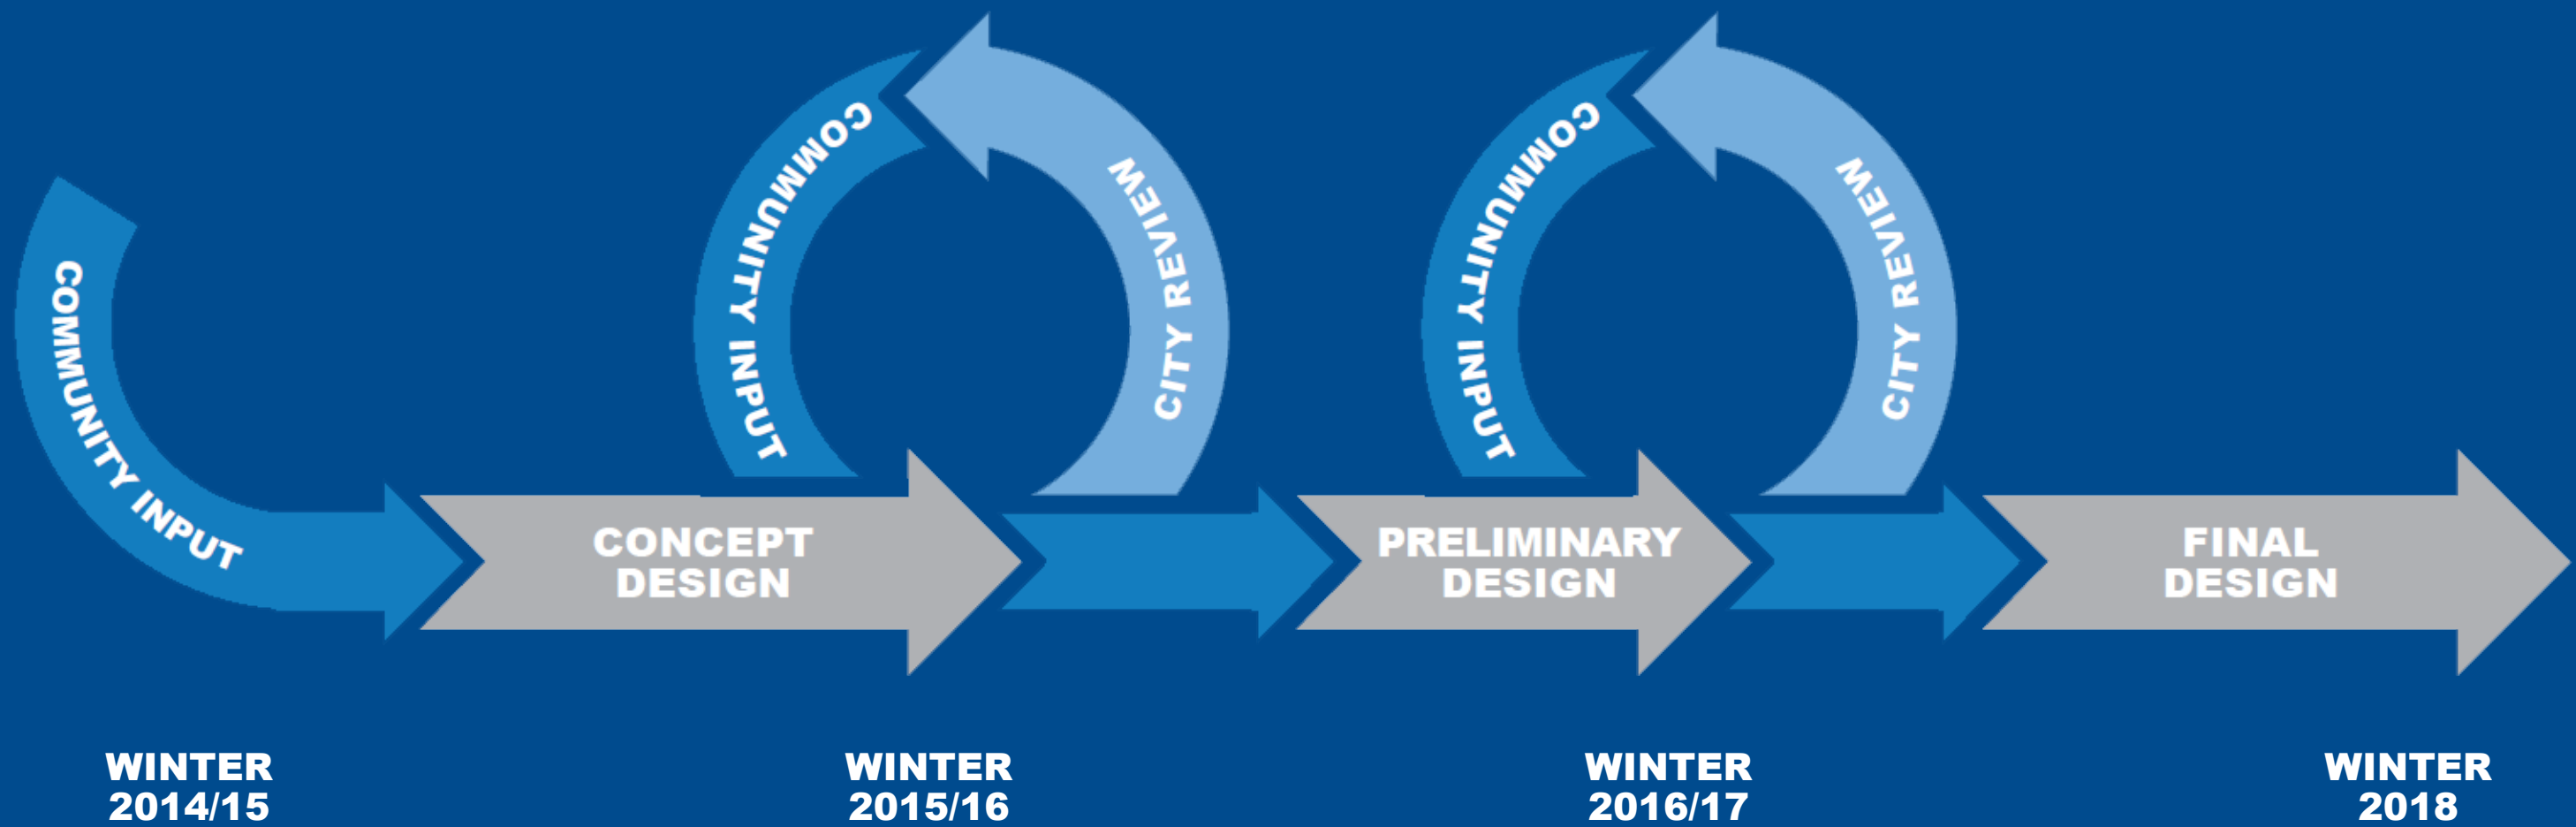 COMMUNITY INPUT
COMMUNITY INPUT
CITY REVIEW
COMMUNITY INPUT
CITY REVIEW
CONCEPT
DESIGN
PRELIMINARY
DESIGN
FINAL
DESIGN
WINTER
2014/15
WINTER
2015/16
WINTER
2016/17
WINTER
2018